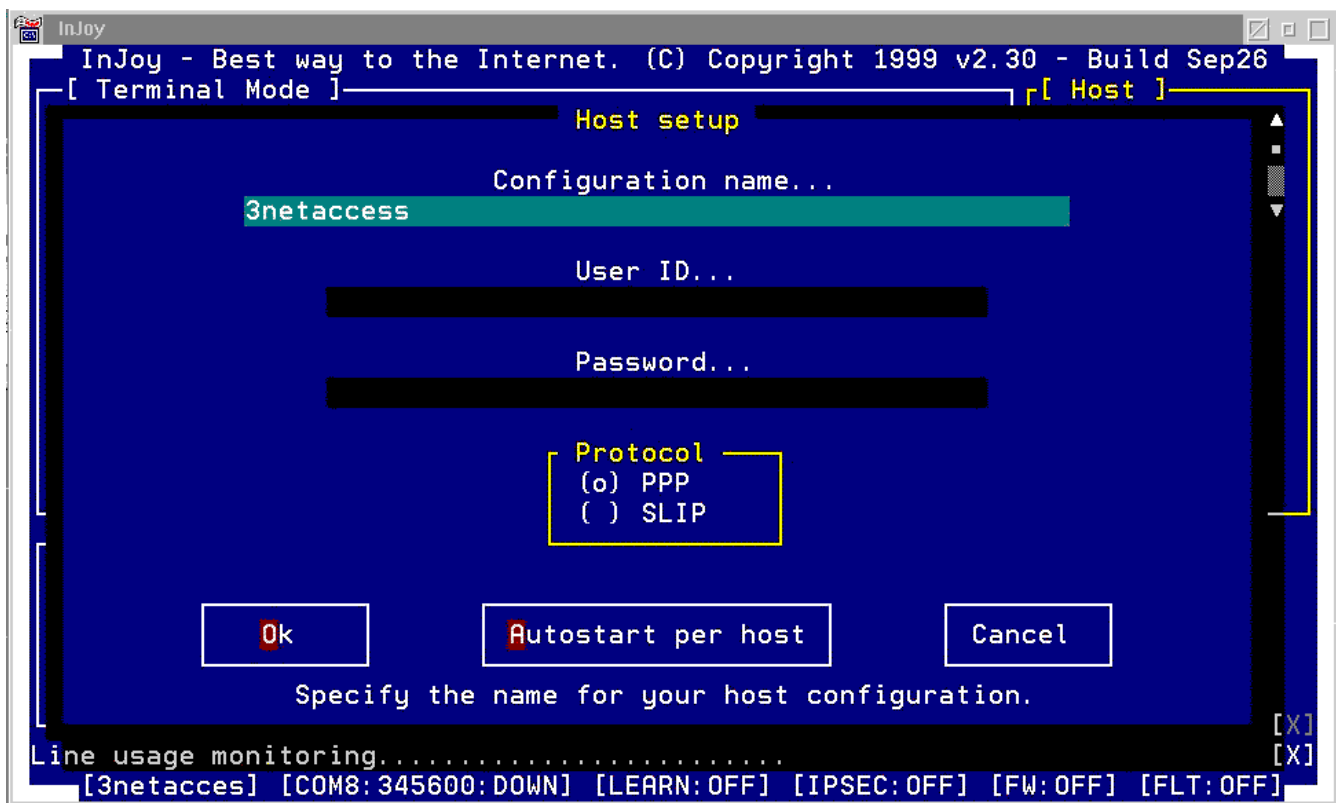 InJoy
InJoy - Best way to the Internet. (C) Copyright 1999 v2.30 - Build Sep26
[ Terminal Mode ] [ Host ]
Host setup
Configuration name...
3netaccess
User ID...
Password...
Protocol
(o) PPP
( ) SLIP
Ok Autostart per host Cancel
Specify the name for your host configuration.
[X]
Line usage monitoring......................... [X]
[3netacces] [COM8:345600:DOWN] [LEARN:OFF] [IPSEC:OFF] [FW:OFF] [FLT:OFF]